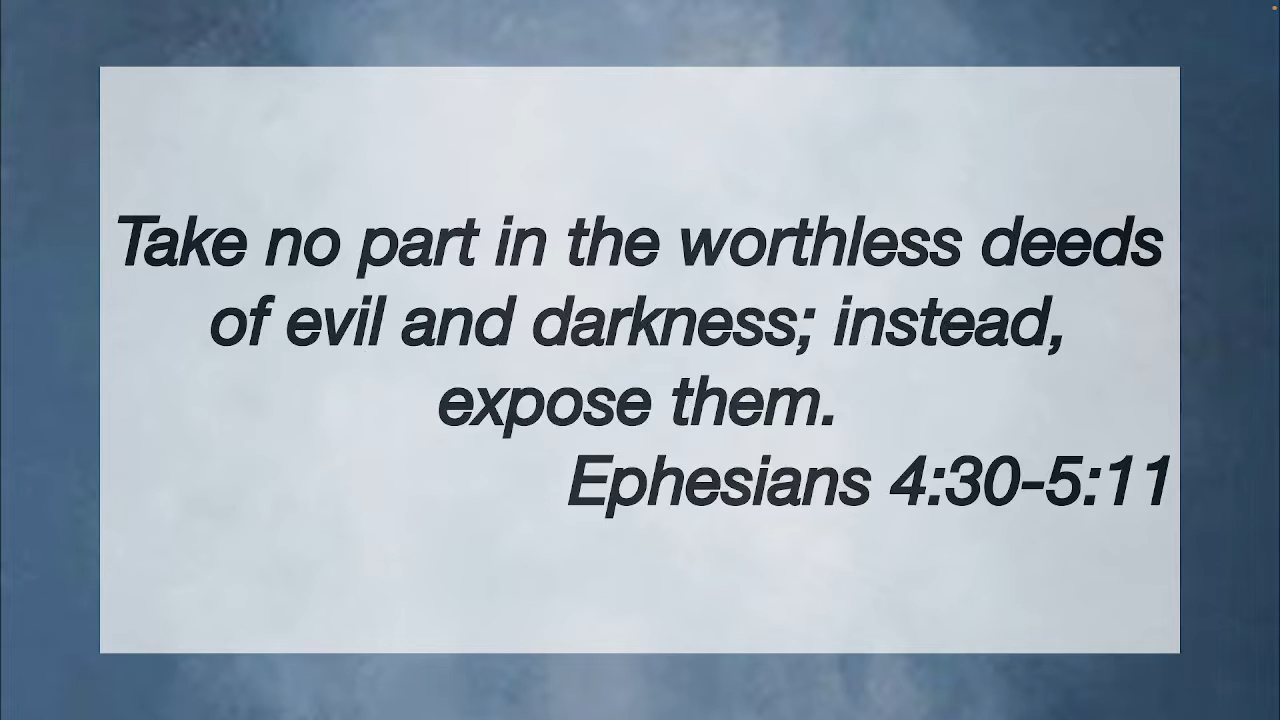 Take no part in the worthless deeds
of evil and darkness; instead,
expose them.
Ephesians 4:30-5:11